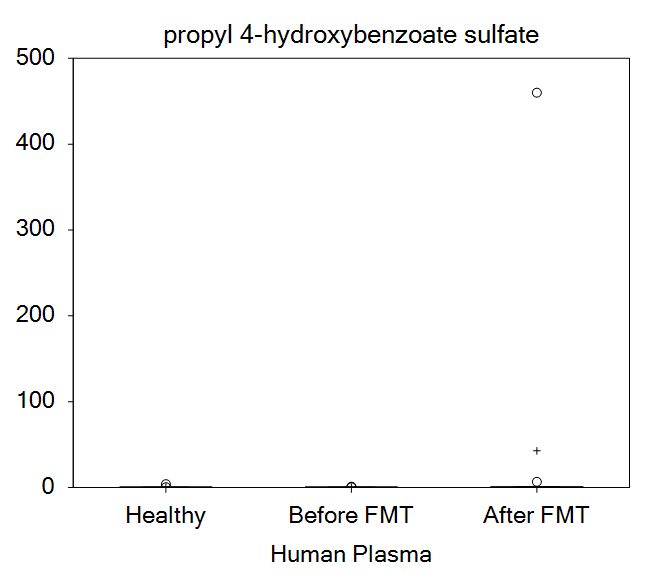 propyl 4-hydroxybenzoate sulfate
500
400
300
200
100
0
Healthy Before FMT After FMT
Human Plasma